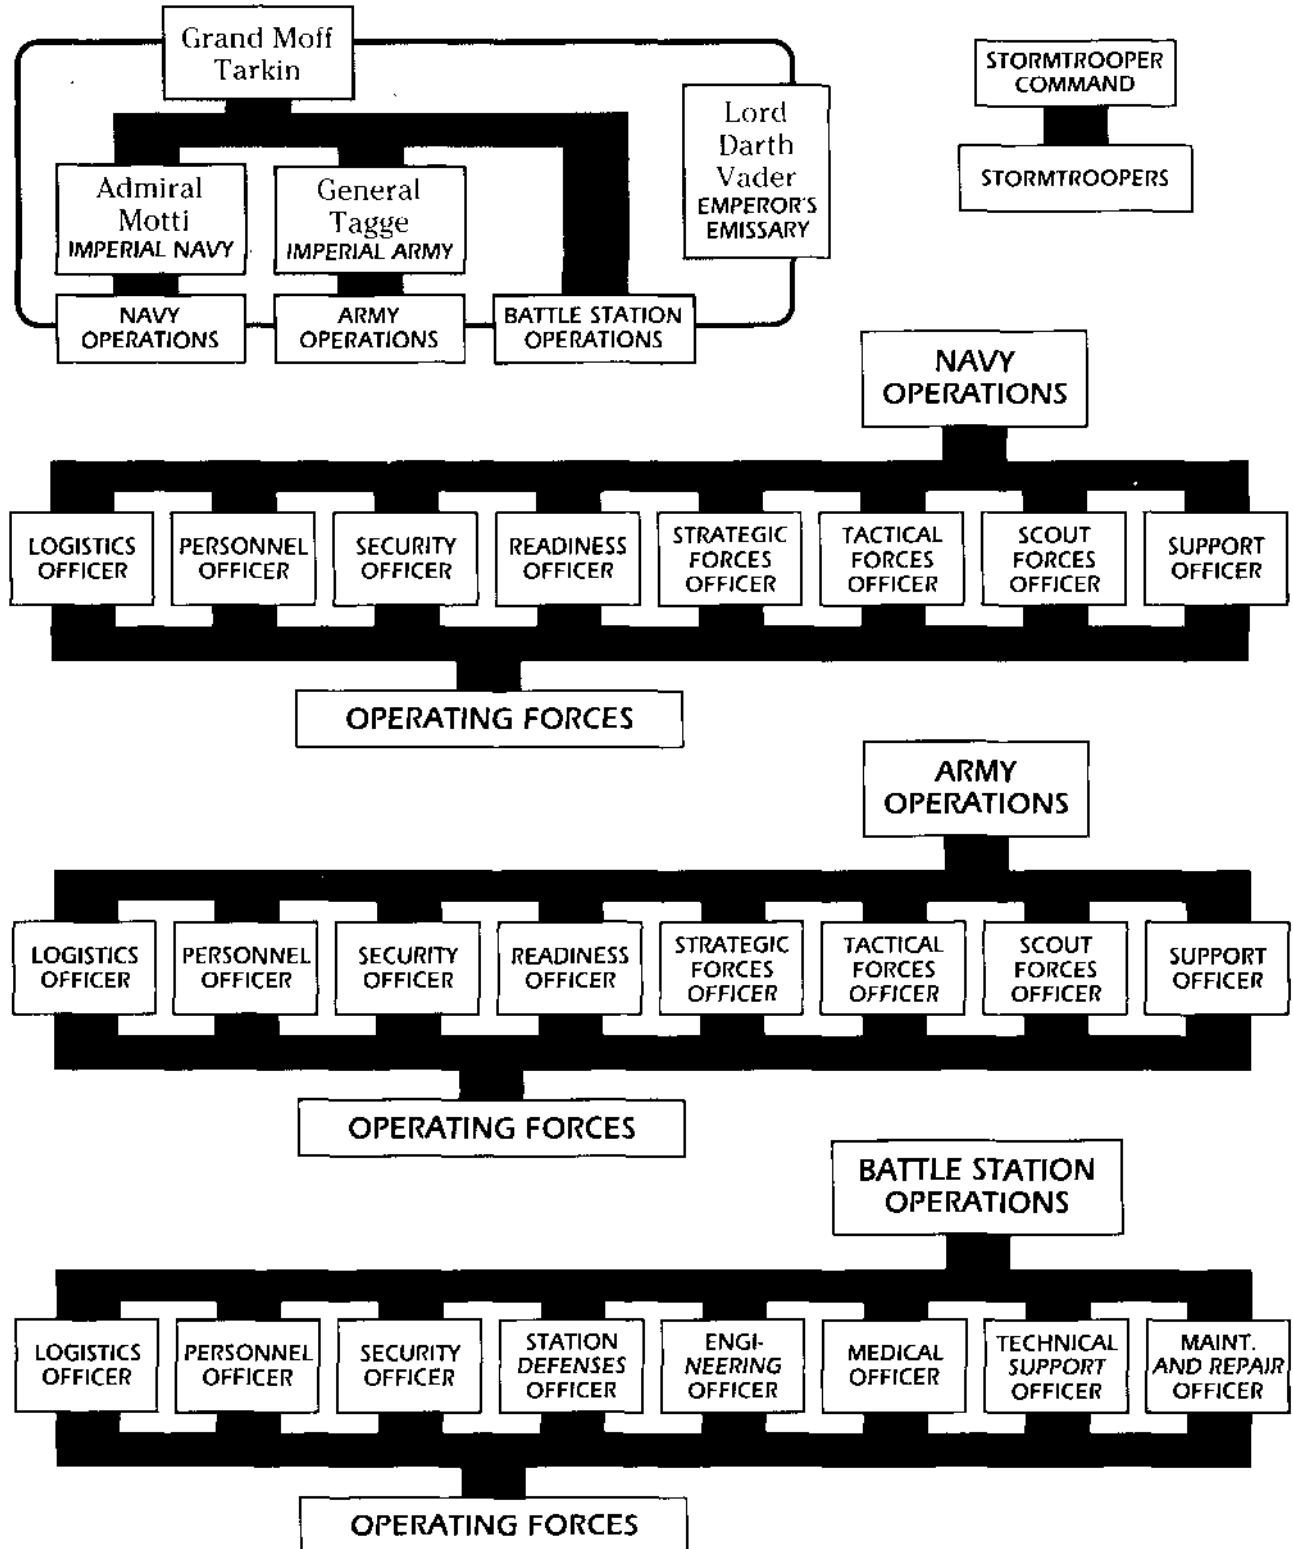 Grand Moff
Tarkin
Admiral
Motti
IMPERIAL NAVY
General
Tagge
IMPERIAL ARMY
Lord
Darth
Vader
EMPEROR'S
EMISSARY
NAVY
OPERATIONS
ARMY
OPERATIONS
BATTLE STATION
OPERATIONS
STORMTROOPER
COMMAND
STORMTROOPERS
NAVY
OPERATIONS
LOGISTICS
OFFICER
PERSONNEL
OFFICER
SECURITY
OFFICER
READINESS
OFFICER
STRATEGIC
FORCES
OFFICER
TACTICAL
FORCES
OFFICER
SCOUT
FORCES
OFFICER
SUPPORT
OFFICER
OPERATING FORCES
ARMY
OPERATIONS
LOGISTICS
OFFICER
PERSONNEL
OFFICER
SECURITY
OFFICER
READINESS
OFFICER
STRATEGIC
FORCES
OFFICER
TACTICAL
FORCES
OFFICER
SCOUT
FORCES
OFFICER
SUPPORT
OFFICER
OPERATING FORCES
BATTLE STATION
OPERATIONS
LOGISTICS
OFFICER
PERSONNEL
OFFICER
SECURITY
OFFICER
STATION
DEFENSES
OFFICER
ENGI-
NEERING
OFFICER
MEDICAL
OFFICER
TECHNICAL
SUPPORT
OFFICER
MAINT.
AND REPAIR
OFFICER
OPERATING FORCES